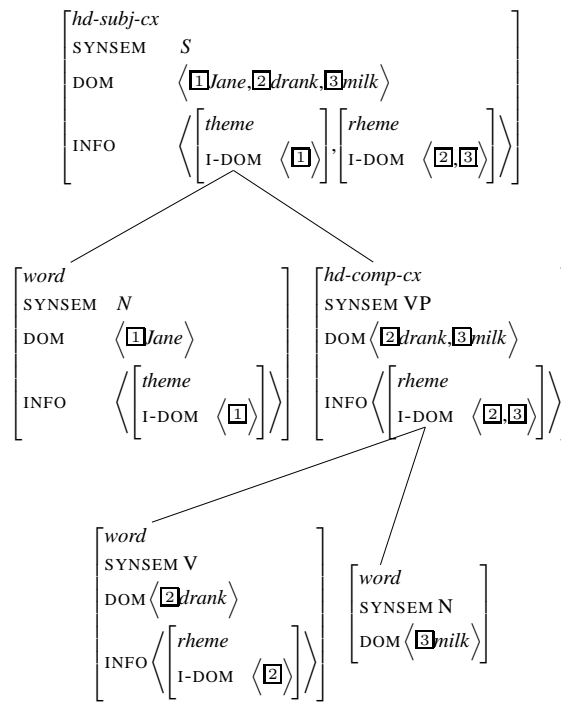 hd-subj-cx
SYNSEM S
DOM ⟨[1]Jane,[2]drank,[3]milk⟩
theme rheme
INFO ⟨[I-DOM ⟨[1]⟩],[I-DOM ⟨[2],[3]⟩]⟩
word
SYNSEM N
DOM ⟨[1]Jane⟩
theme
INFO ⟨[I-DOM ⟨[1]⟩]⟩
hd-comp-cx
SYNSEM VP
DOM⟨[2]drank,[3]milk⟩
rheme
INFO⟨[I-DOM ⟨[2],[3]⟩]⟩
word
SYNSEM V
DOM⟨[2]drank⟩
rheme
INFO⟨[I-DOM ⟨[2]⟩]⟩
word
SYNSEM N
DOM⟨[3]milk⟩